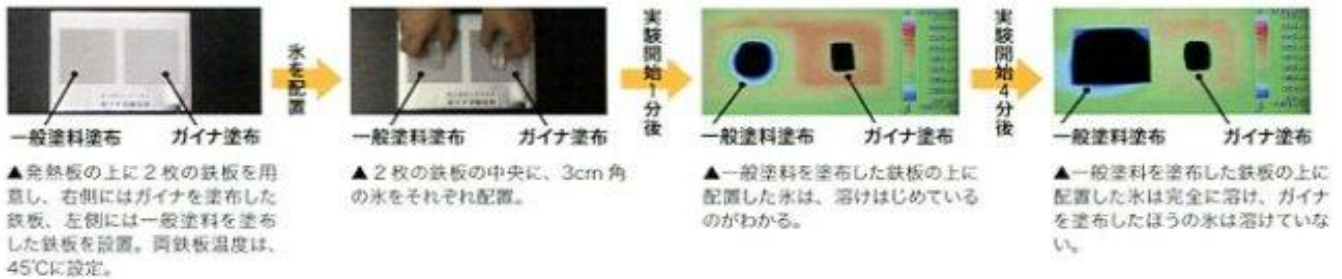 一般塗料塗布
ガイナ塗布
▲発熱板の上に2枚の鉄板を用
意し、右側にはガイナを塗布した
鉄板、左側には一般塗料を塗布
した鉄板を設置。両鉄板温度は、
45℃に設定。
氷を配置
一般塗料塗布
ガイナ塗布
▲2枚の鉄板の中央に、3cm 角
の氷をそれぞれ配置。
実験開始1分後
一般塗料塗布
ガイナ塗布
▲一般塗料を塗布した鉄板の上に
配置した氷は、溶けはじめている
のがわかる。
実験開始4分後
一般塗料塗布
ガイナ塗布
▲一般塗料を塗布した鉄板の上に
配置した氷は完全に溶け、ガイナ
を塗布したほうの氷は溶けていな
い。